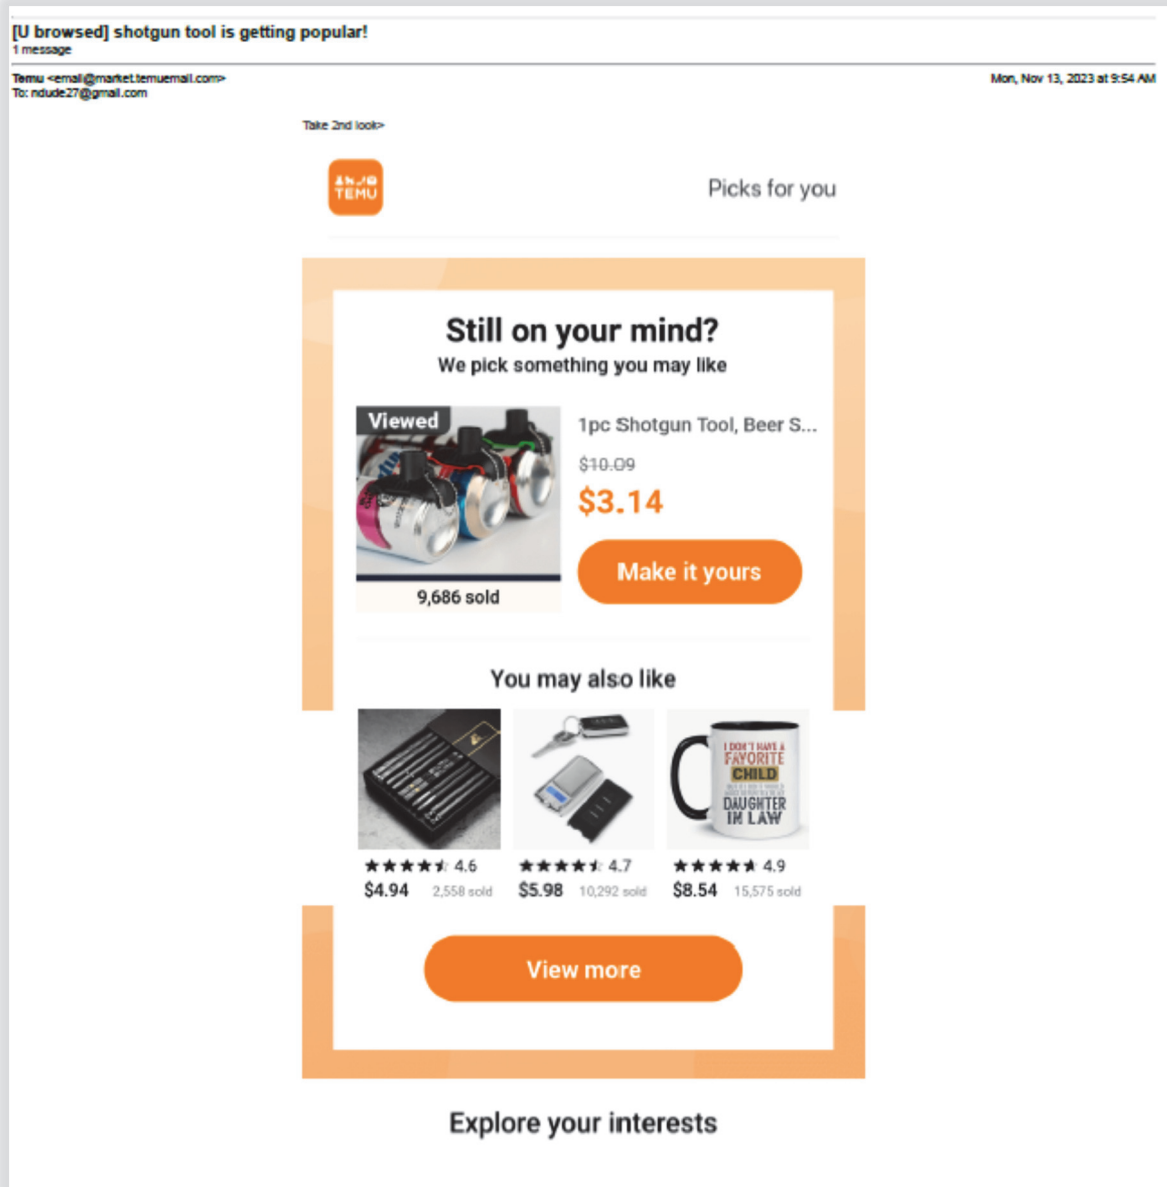 [U browsed] shotgun tool is getting popular!
1 message
Temu <email@market.temuemail.com>
Mon, Nov 13, 2023 at 9:54 AM
To: ndude27@gmail.com
Take 2nd look>
TEMU
Picks for you
Still on your mind?
We pick something you may like
Viewed
1pc Shotgun Tool, Beer S...
$10.09
$3.14
Make it yours
9,686 sold
You may also like
I DON'T HAVE A
FAVORITE
CHILD
DAUGHTER
IN LAW
4.6
4.7
4.9
$4.94 2,558 sold
$5.98 10,292 sold
$8.54 15,575 sold
View more
Explore your interests